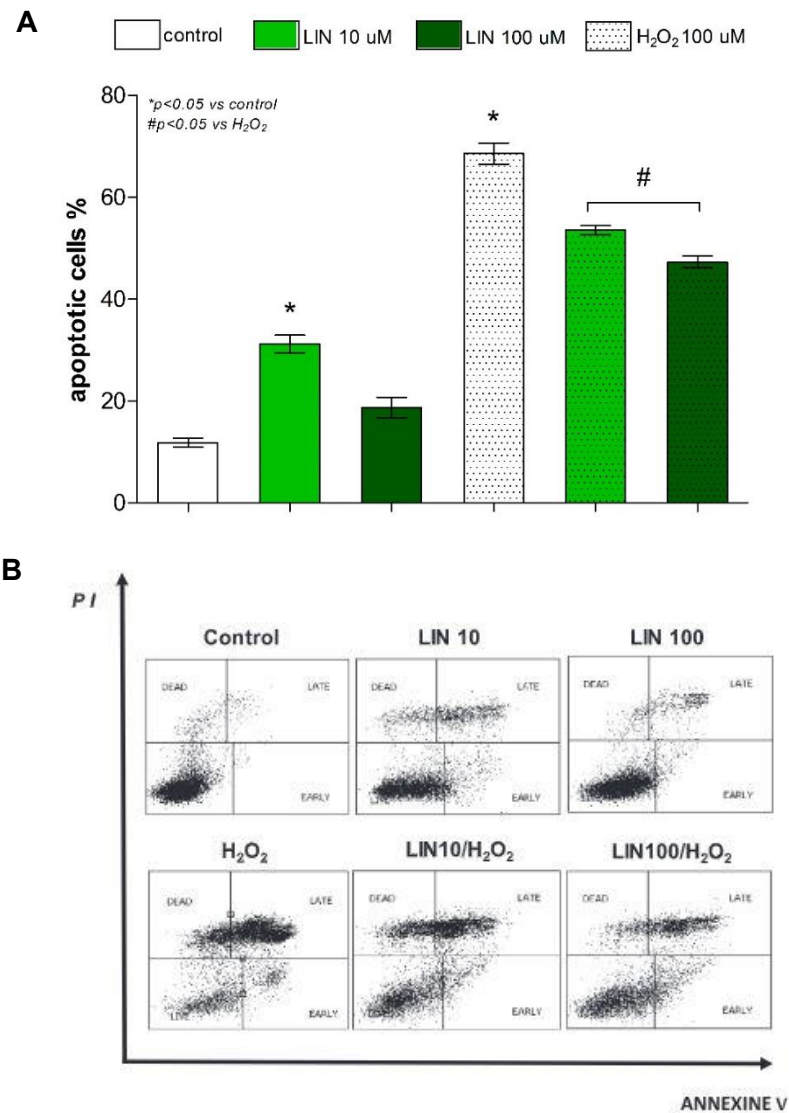 A
control
LIN 10 uM
LIN 100 uM
H₂O₂ 100 uM
*p<0.05 vs control
#p<0.05 vs H₂O₂
apoptotic cells %
80
60
40
20
0
*
*
#
B
PI
Control
LIN 10
LIN 100
DEAD
LATE
EARLY
DEAD
LATE
EARLY
DEAD
LATE
EARLY
H₂O₂
LIN10/H₂O₂
LIN100/H₂O₂
DEAD
LATE
EARLY
DEAD
LATE
EARLY
DEAD
LATE
EARLY
ANNEXINE V